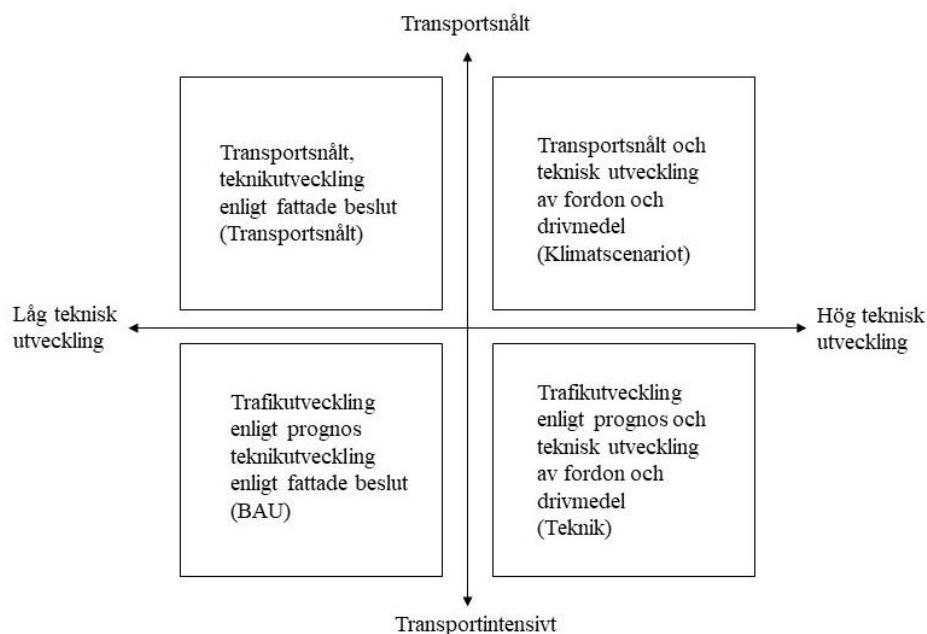 Transportsnålt
Transportsnålt,
teknikutveckling
enligt fattade beslut
(Transportsnålt)
Transportsnålt och
teknisk utveckling
av fordon och
drivmedel
(Klimatscenariot)
Låg teknisk
utveckling
Hög teknisk
utveckling
Trafikutveckling
enligt prognos
teknikutveckling
enligt fattade beslut
(BAU)
Trafikutveckling
enligt prognos och
teknisk utveckling
av fordon och
drivmedel
(Teknik)
Transportintensivt